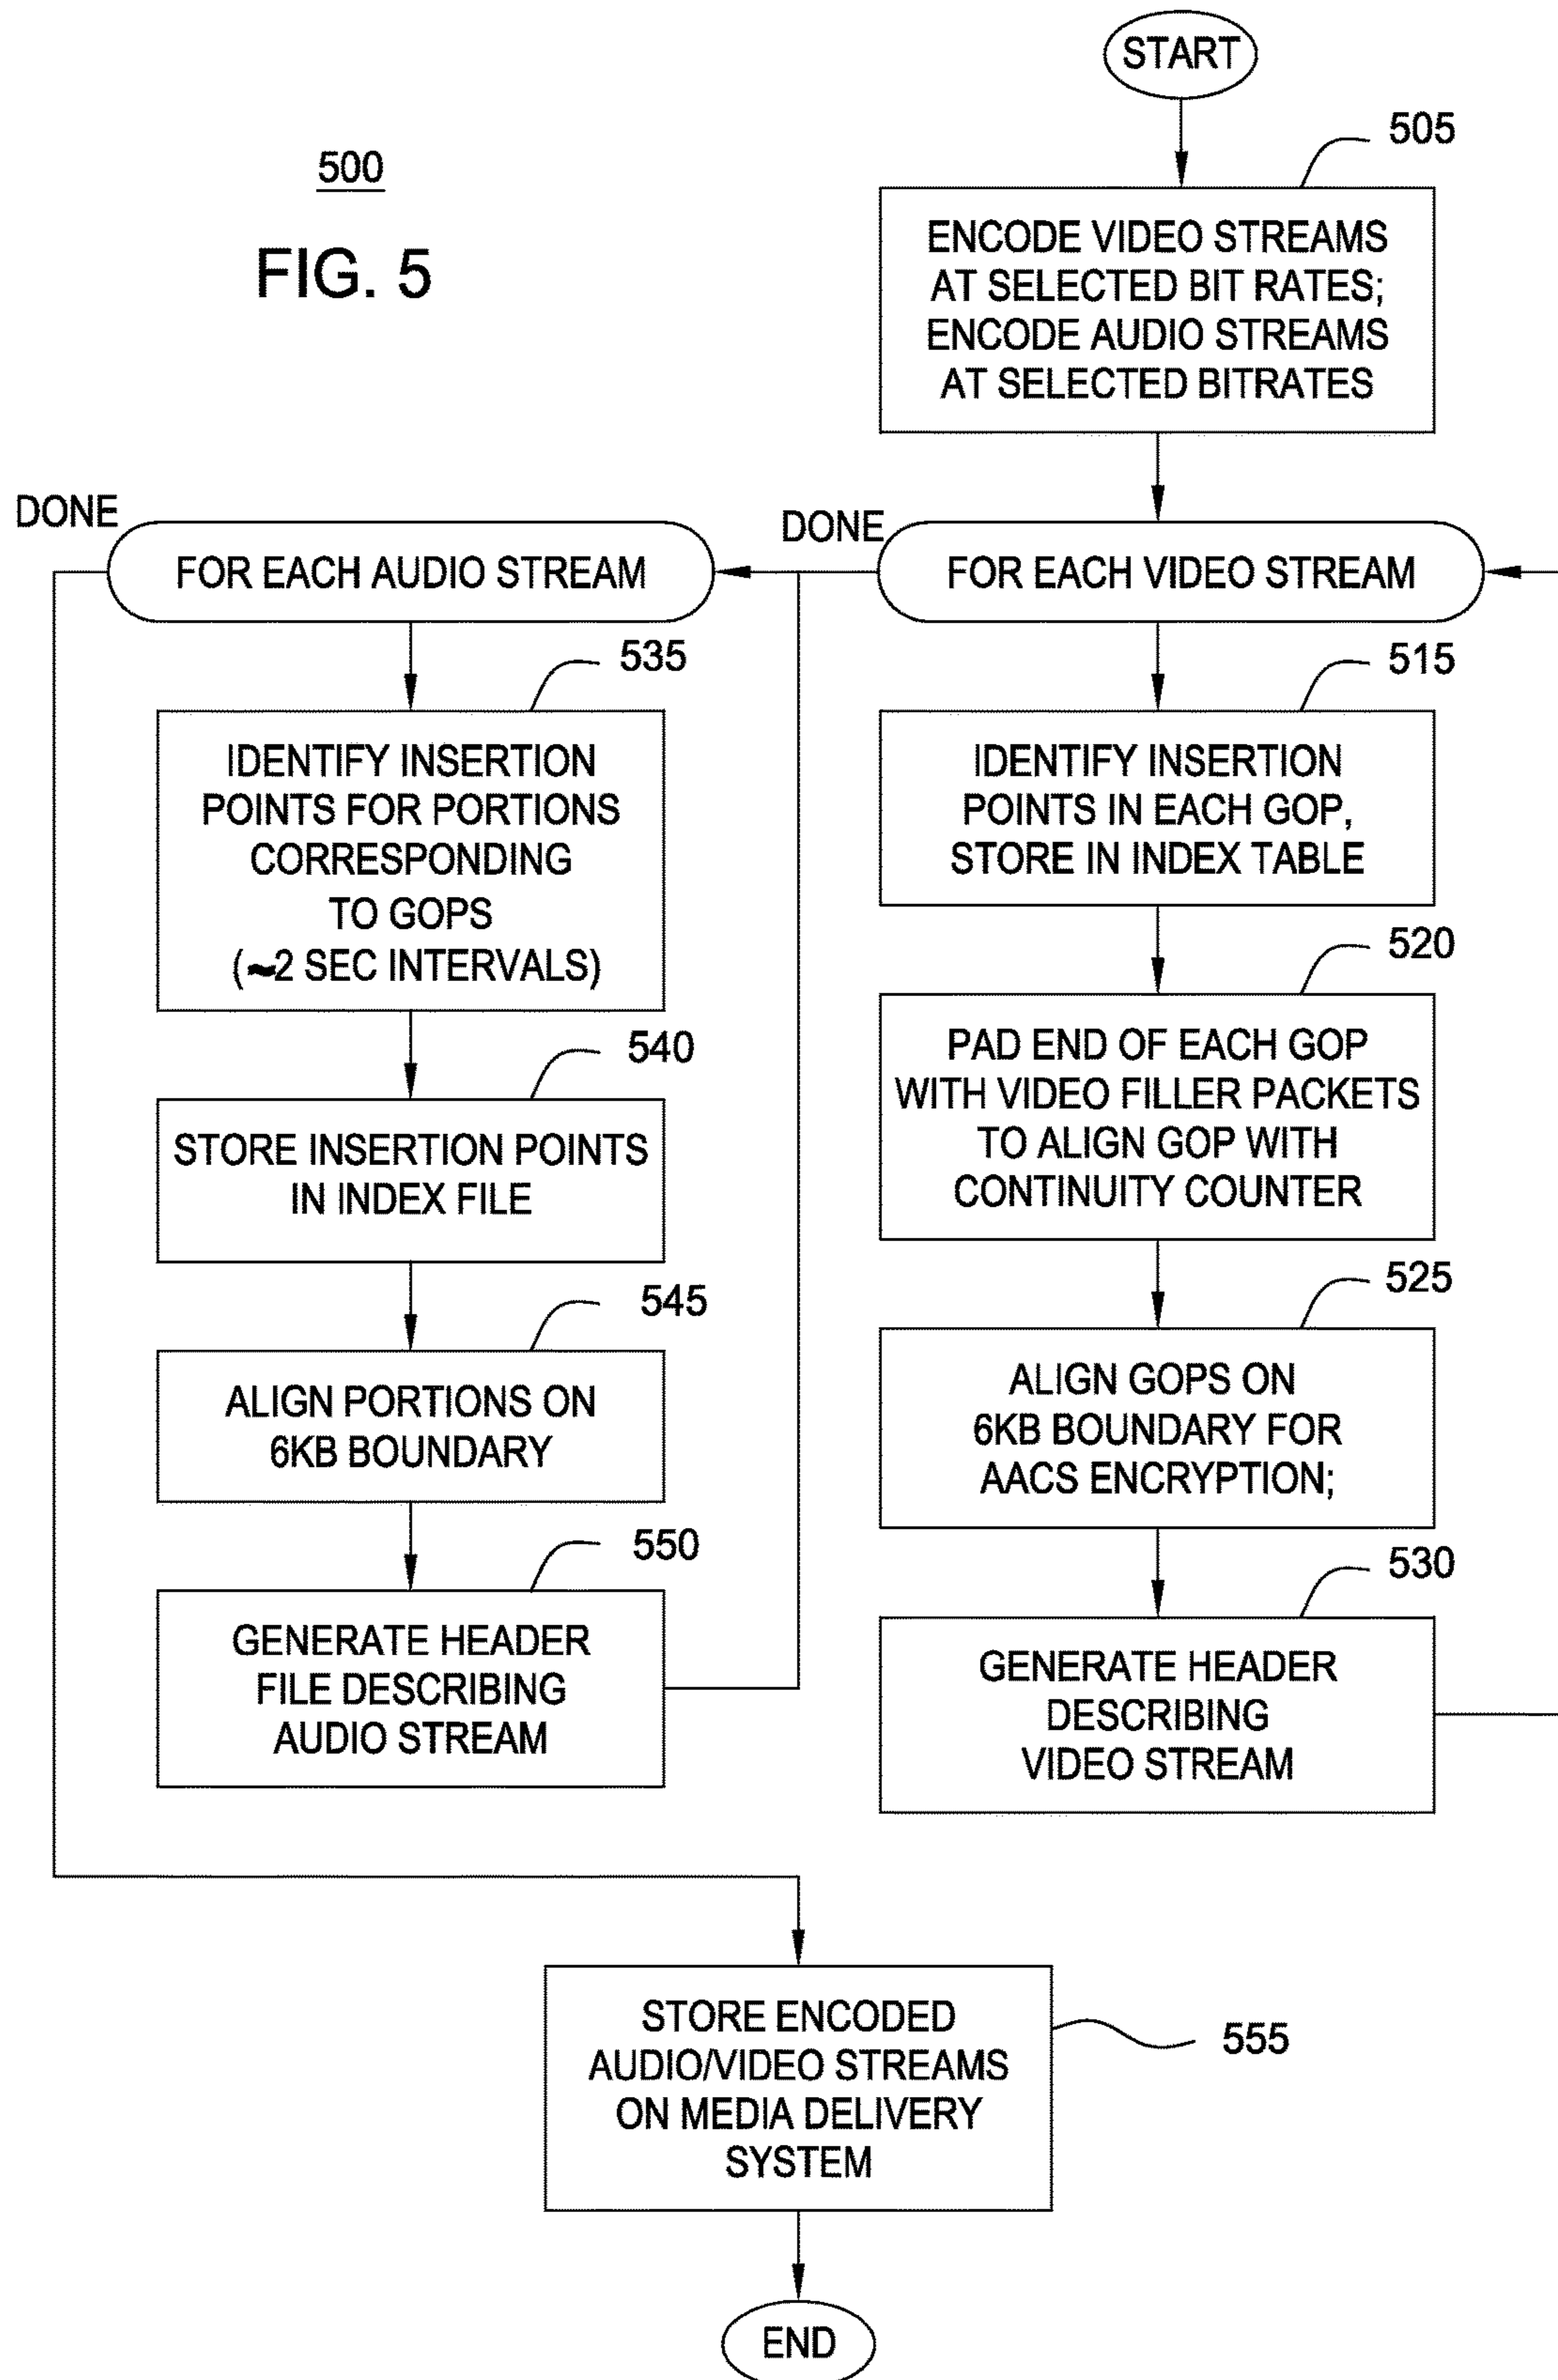 START
505
500
FIG. 5
ENCODE VIDEO STREAMS
AT SELECTED BIT RATES;
ENCODE AUDIO STREAMS
AT SELECTED BITRATES
DONE
FOR EACH AUDIO STREAM
DONE
FOR EACH VIDEO STREAM
535
IDENTIFY INSERTION
POINTS FOR PORTIONS
CORRESPONDING
TO GOPS
(≈2 SEC INTERVALS)
540
STORE INSERTION POINTS
IN INDEX FILE
545
ALIGN PORTIONS ON
6KB BOUNDARY
550
GENERATE HEADER
FILE DESCRIBING
AUDIO STREAM
515
IDENTIFY INSERTION
POINTS IN EACH GOP,
STORE IN INDEX TABLE
520
PAD END OF EACH GOP
WITH VIDEO FILLER PACKETS
TO ALIGN GOP WITH
CONTINUITY COUNTER
525
ALIGN GOPS ON
6KB BOUNDARY FOR
AACS ENCRYPTION;
530
GENERATE HEADER
DESCRIBING
VIDEO STREAM
STORE ENCODED
AUDIO/VIDEO STREAMS
ON MEDIA DELIVERY
SYSTEM
555
END